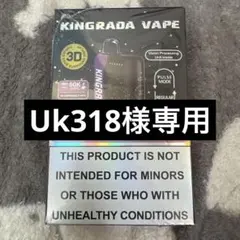 KINGRADA VAPE
3D
PULSE
MODE
REGULAR
Uk318様専用
THIS PRODUCT IS NOT
INTENDED FOR MINORS
OR THOSE WHO WITH
UNHEALTHY CONDITIONS